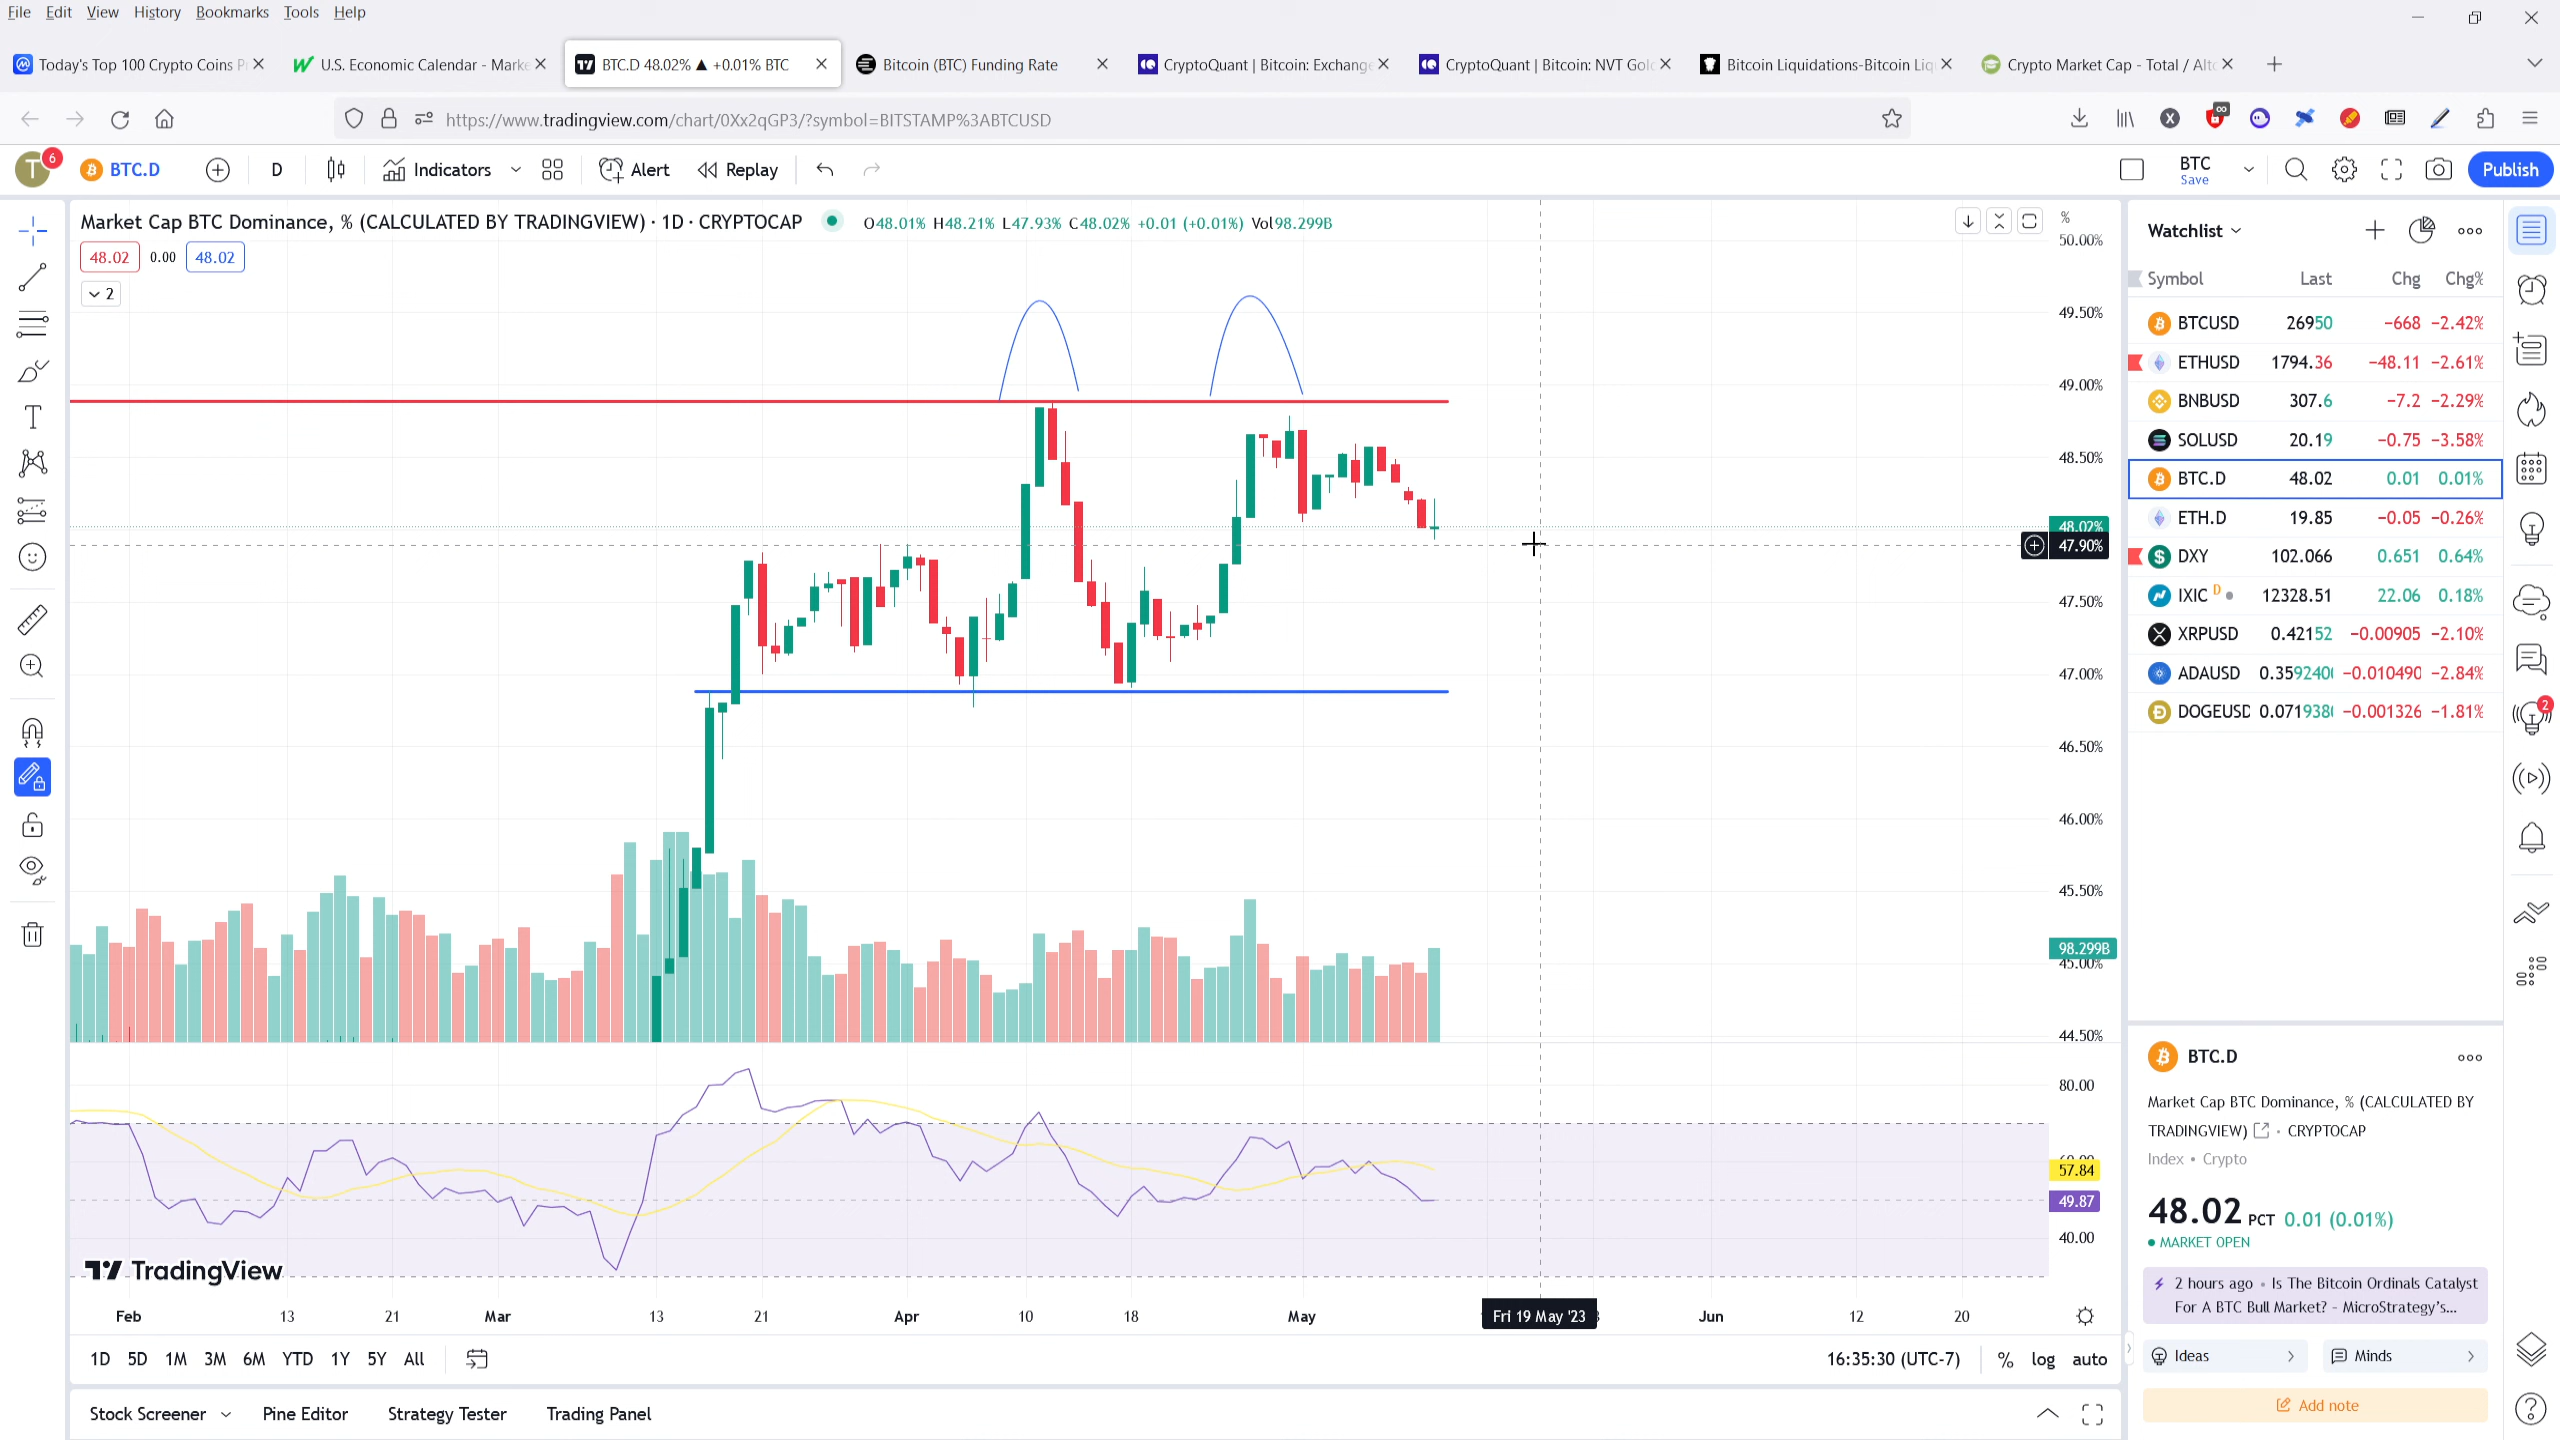 File Edit View History Bookmarks Tools Help
Today's Top 100 Crypto Coins P
U.S. Economic Calendar - Marke
BTC.D 48.02% ▲ +0.01% BTC
Bitcoin (BTC) Funding Rate
CryptoQuant | Bitcoin: Exchange
CryptoQuant | Bitcoin: NVT Gol
Bitcoin Liquidations-Bitcoin Liq
Crypto Market Cap - Total / Alt
https://www.tradingview.com/chart/0Xx2qGP3/?symbol=BITSTAMP%3ABTCUSD
T 6 BTC.D D Indicators Alert Replay BTC Save Publish
Market Cap BTC Dominance, % (CALCULATED BY TRADINGVIEW) · 1D · CRYPTOCAP O48.01% H48.21% L47.93% C48.02% +0.01 (+0.01%) Vol98.299B
48.02 0.00 48.02
2
%
50.00%
49.50%
49.00%
48.50%
48.02%
47.90%
47.50%
47.00%
46.50%
46.00%
45.50%
98.299B
45.00%
44.50%
80.00
60.00
57.84
49.87
40.00
TradingView
Feb 13 21 Mar 13 21 Apr 10 18 May Fri 19 May '23 Jun 12 20
1D 5D 1M 3M 6M YTD 1Y 5Y All 16:35:30 (UTC-7) % log auto
Stock Screener Pine Editor Strategy Tester Trading Panel
Watchlist
Symbol Last Chg Chg%
BTCUSD 26950 −668 −2.42%
ETHUSD 1794.36 −48.11 −2.61%
BNBUSD 307.6 −7.2 −2.29%
SOLUSD 20.19 −0.75 −3.58%
BTC.D 48.02 0.01 0.01%
ETH.D 19.85 −0.05 −0.26%
DXY 102.066 0.651 0.64%
IXIC D 12328.51 22.06 0.18%
XRPUSD 0.42152 −0.00905 −2.10%
ADAUSD 0.359240 −0.010490 −2.84%
DOGEUSD 0.071938 −0.001326 −1.81%
2
BTC.D
Market Cap BTC Dominance, % (CALCULATED BY
TRADINGVIEW) · CRYPTOCAP
Index • Crypto
48.02 PCT 0.01 (0.01%)
MARKET OPEN
2 hours ago • Is The Bitcoin Ordinals Catalyst
For A BTC Bull Market? - MicroStrategy's...
Ideas Minds
Add note